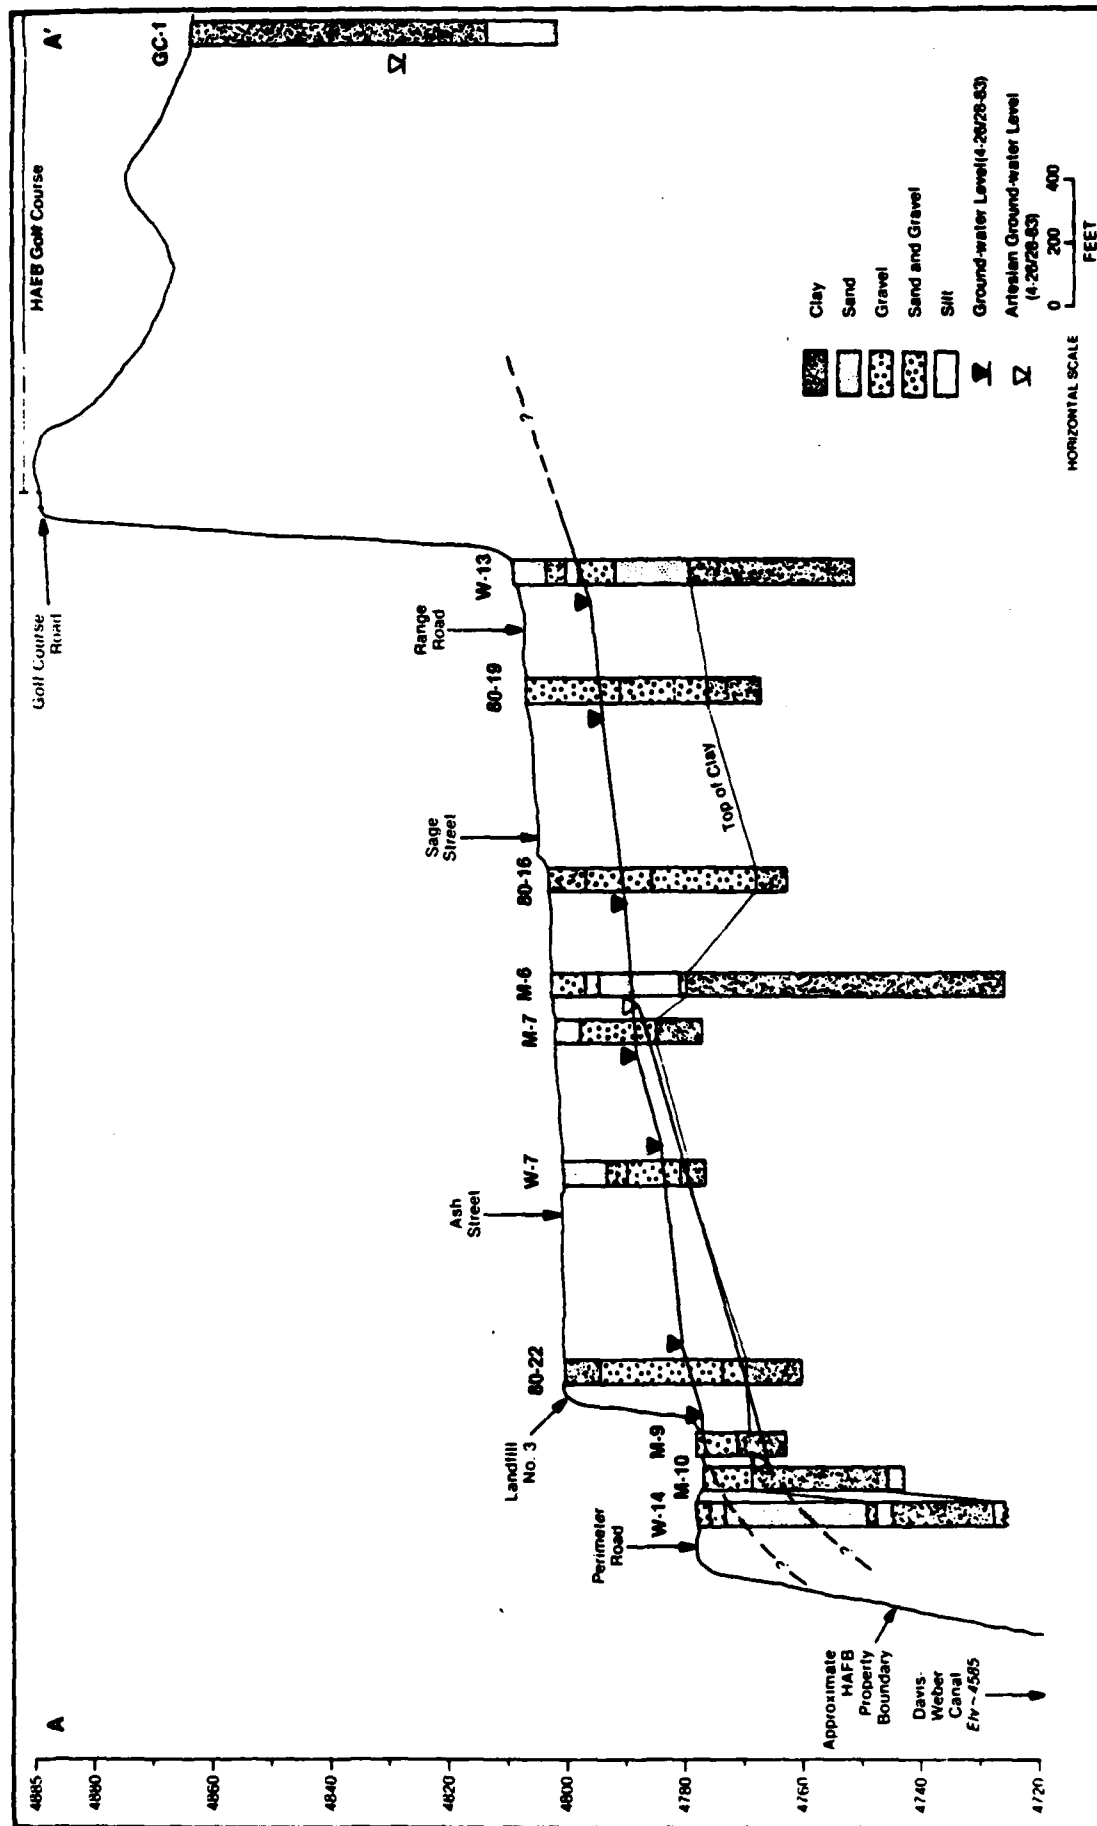 A
A'
HAFB Golf Course
Golf Course
Road
GC-1
W-13
Range
Road
80-19
Sage
Street
80-16
M-6
M-7
W-7
Ash
Street
80-22
Landfill
No. 3
M-9
M-10
W-14
Perimeter
Road
Approximate
HAFB
Property
Boundary
Davis-
Weber
Canal
Elv ~ 4585
Top of Clay
?
?
?
4885
4880
4860
4840
4820
4800
4780
4760
4740
4720
Clay
Sand
Gravel
Sand and Gravel
Silt
Ground-water Level(4-26/28-83)
Artesian Ground-water Level
(4-26/28-83)
HORIZONTAL SCALE
0 200 400
FEET